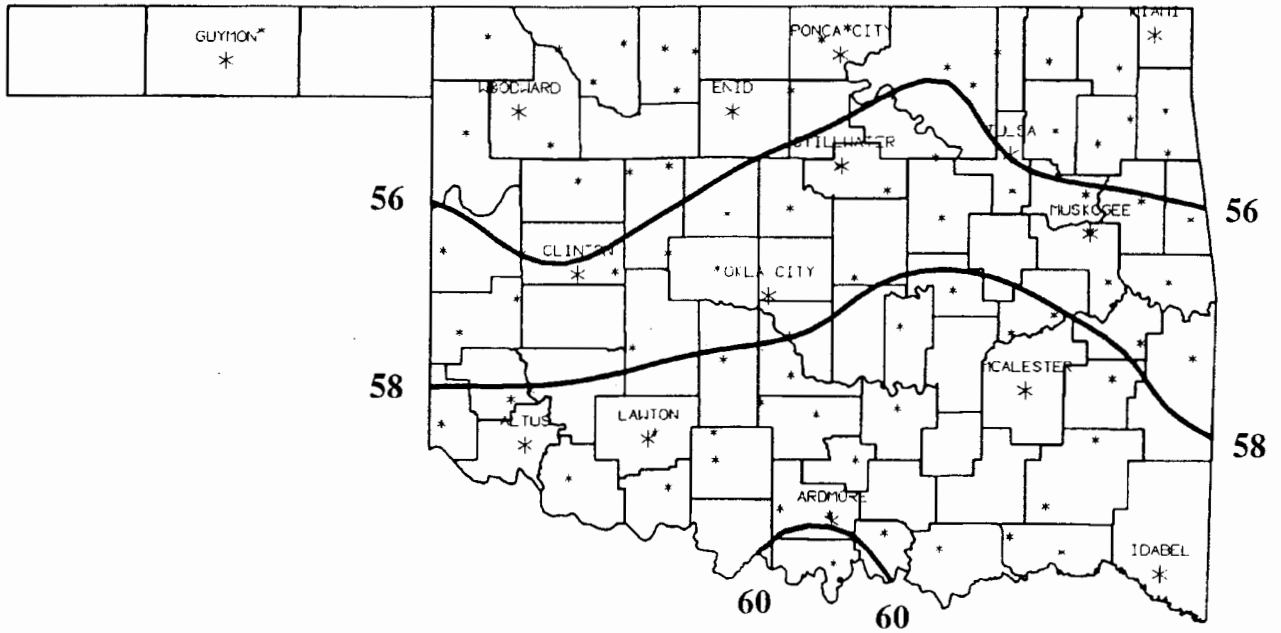 MIAMI
GUYMON
PONCA CITY
WOODWARD
ENID
TULSA
STILLWATER
56
MUSKOGEE
56
CLINTON
OKLA CITY
MCALESTER
58
ALTUS
LAWTON
58
ARDMORE
IDABEL
60
60